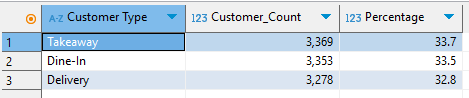 A-Z Customer Type 123 Customer_Count 123 Percentage
1 Takeaway 3,369 33.7
2 Dine-In 3,353 33.5
3 Delivery 3,278 32.8